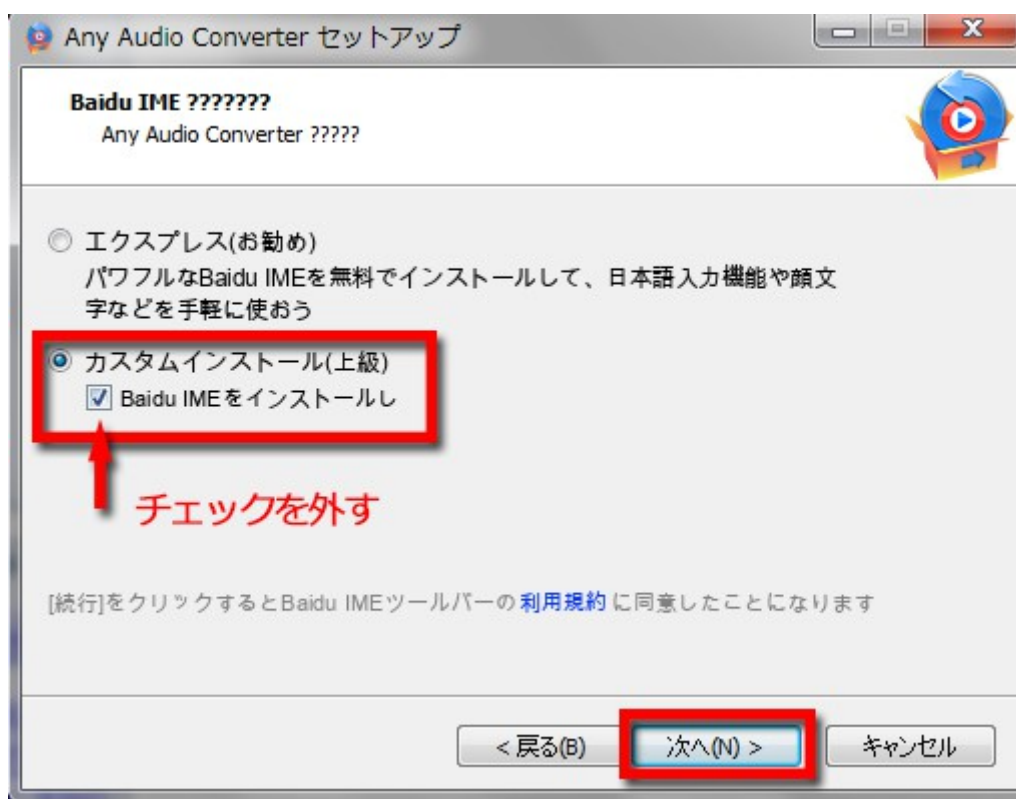 Any Audio Converter セットアップ
Baidu IME ???????
Any Audio Converter ?????
エクスプレス(お勧め)
パワフルなBaidu IMEを無料でインストールして、日本語入力機能や顔文
字などを手軽に使おう
カスタムインストール(上級)
Baidu IMEをインストールし
チェックを外す
[続行]をクリックするとBaidu IMEツールバーの利用規約に同意したことになります
< 戻る(B) 次へ(N) > キャンセル